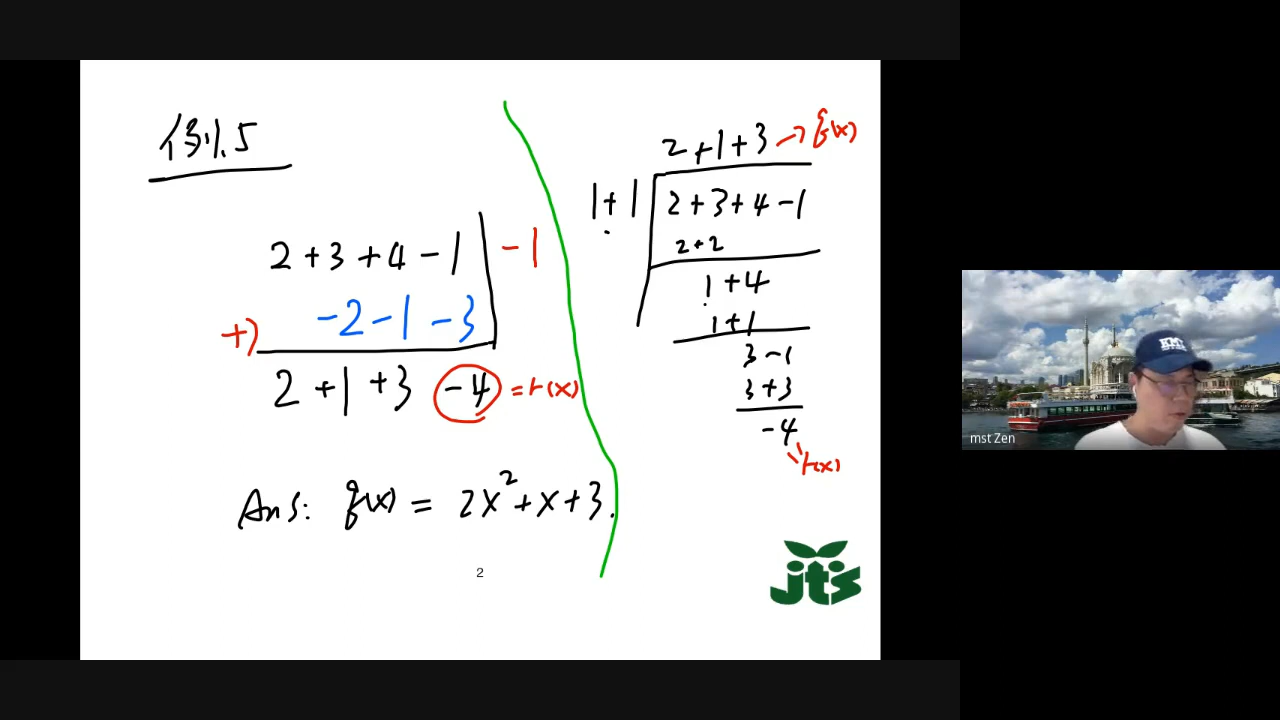 例1.5
2+3+4-1 | -1
-2-1-3
+)
2+1+3 -4 = r(x)
Ans: q(x) = 2x²+x+3.
2
2+1+3 → q(x)
1+1
2+3+4-1
2+2
1+4
1+1
3-1
3+3
-4
r(x)
jts
mst Zen